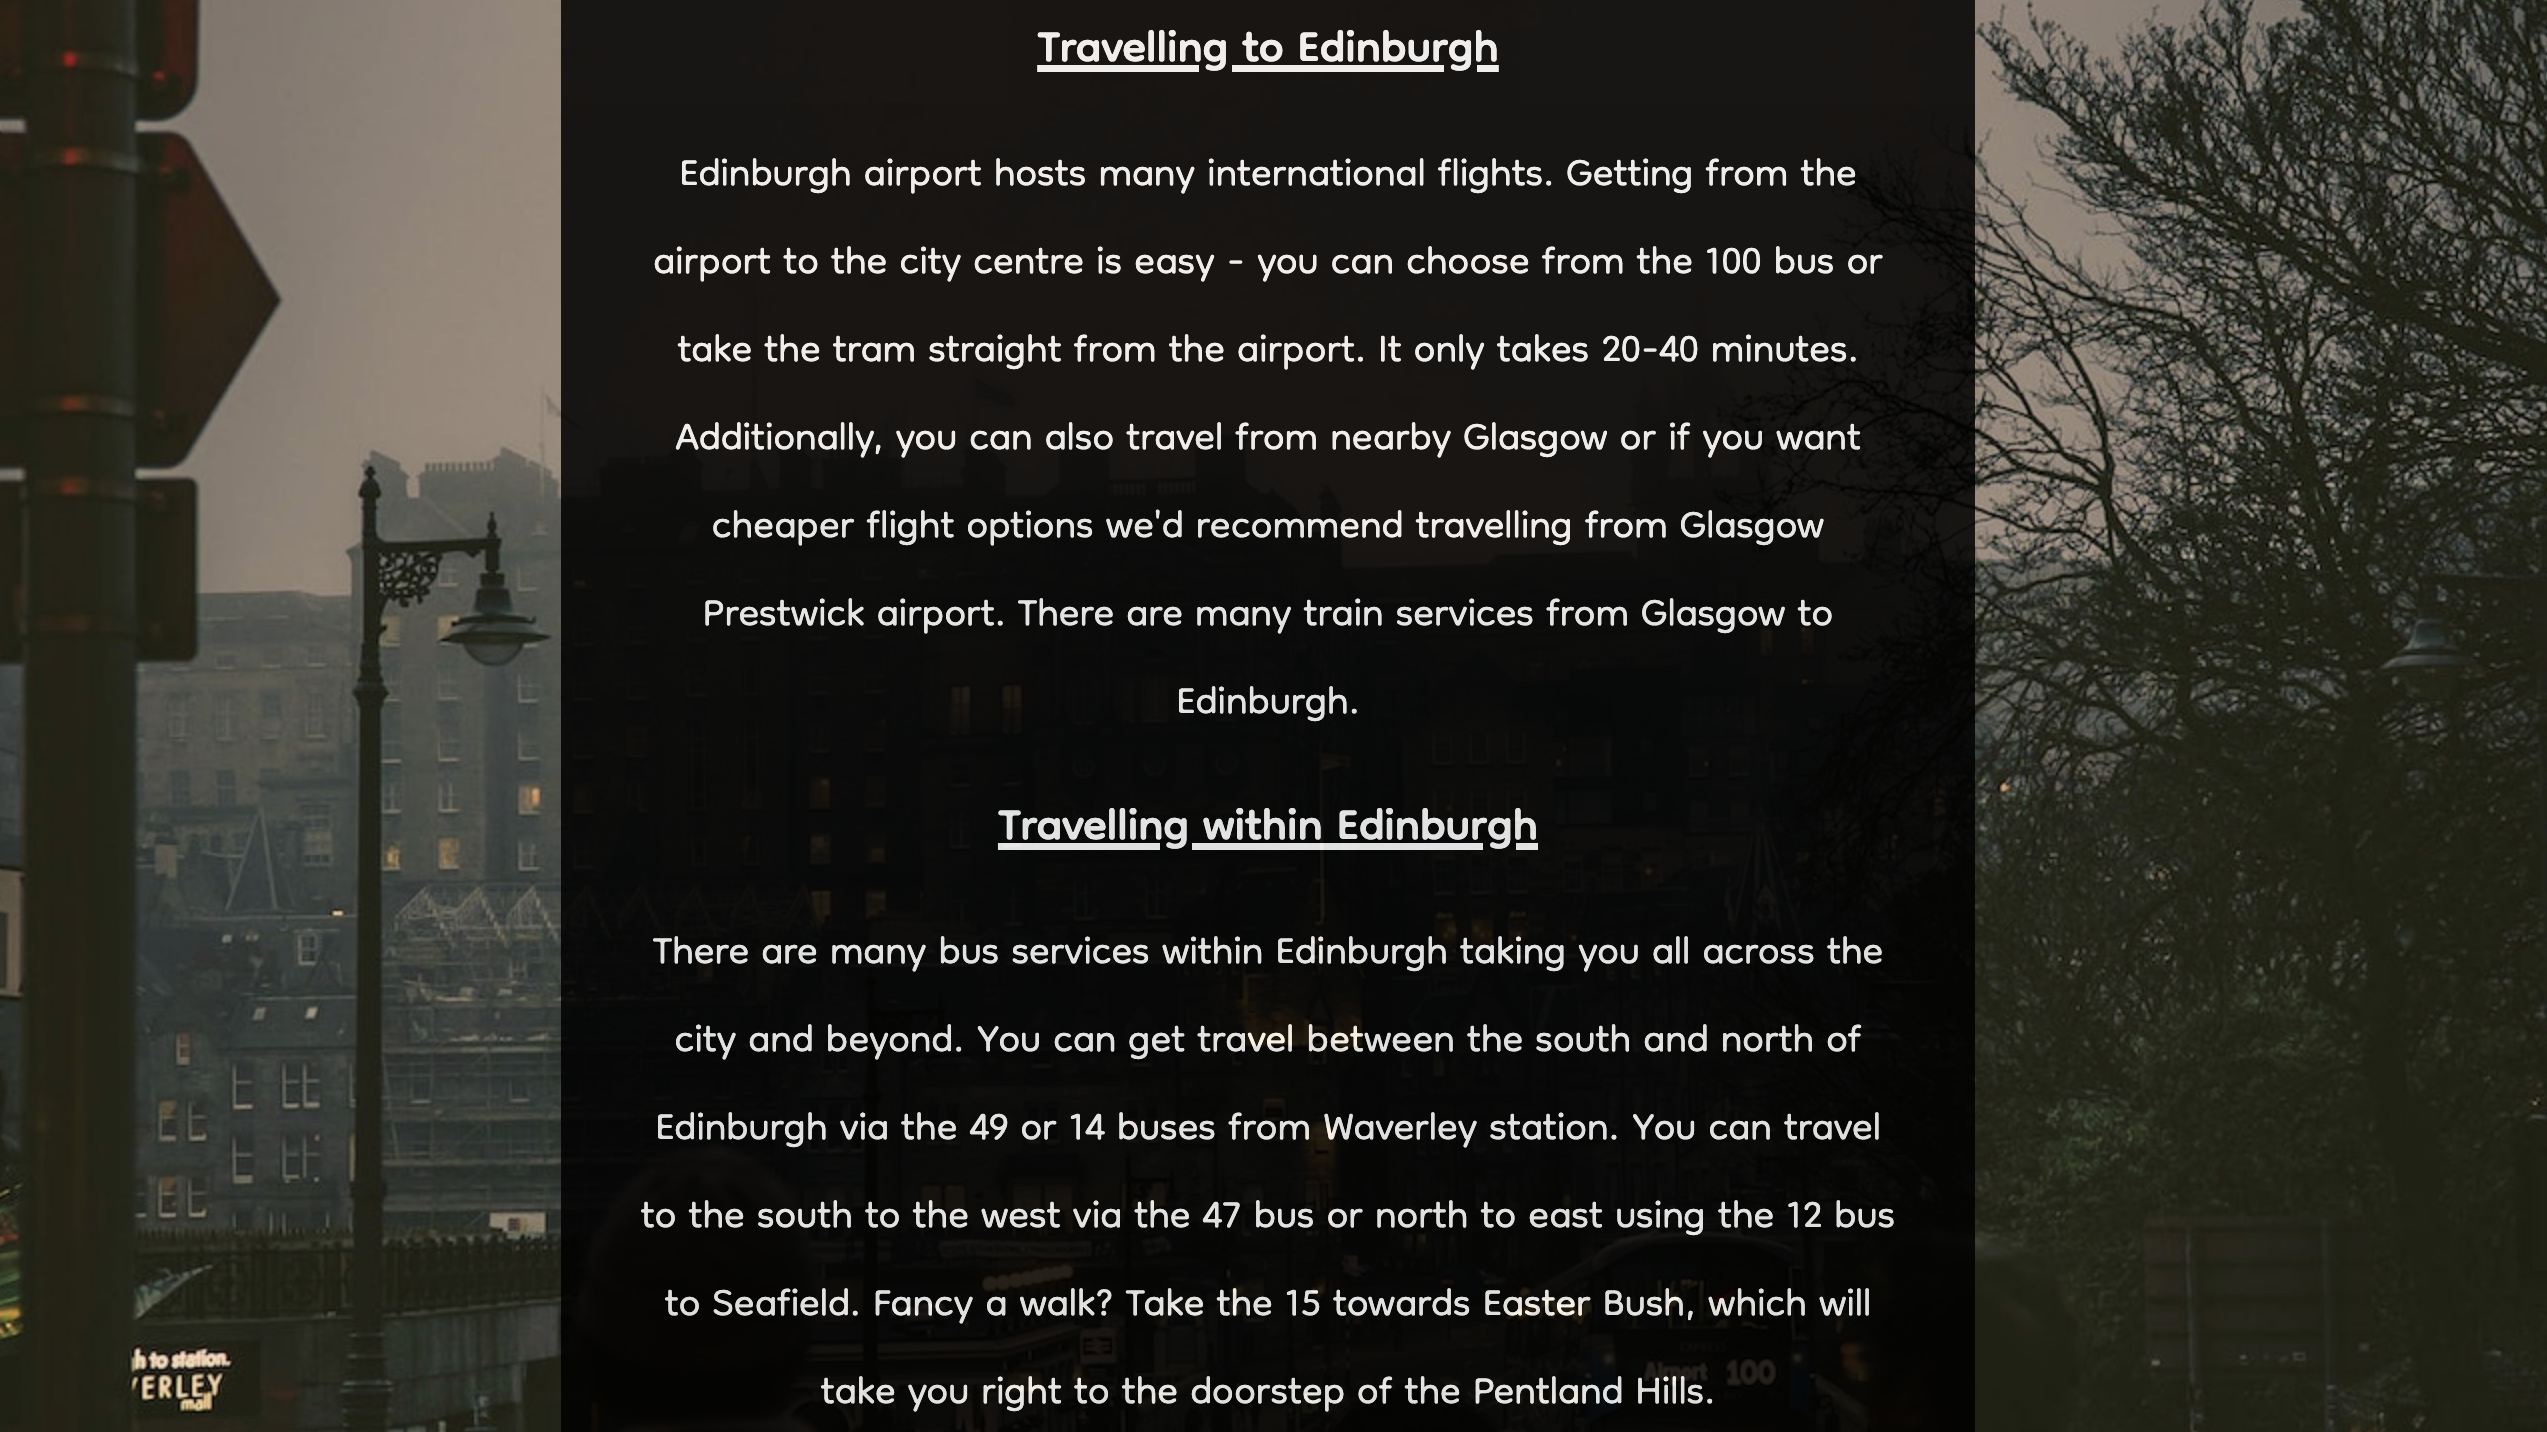 Travelling to Edinburgh
Edinburgh airport hosts many international flights. Getting from the
airport to the city centre is easy - you can choose from the 100 bus or
take the tram straight from the airport. It only takes 20-40 minutes.
Additionally, you can also travel from nearby Glasgow or if you want
cheaper flight options we'd recommend travelling from Glasgow
Prestwick airport. There are many train services from Glasgow to
Edinburgh.
Travelling within Edinburgh
There are many bus services within Edinburgh taking you all across the
city and beyond. You can get travel between the south and north of
Edinburgh via the 49 or 14 buses from Waverley station. You can travel
to the south to the west via the 47 bus or north to east using the 12 bus
to Seafield. Fancy a walk? Take the 15 towards Easter Bush, which will
take you right to the doorstep of the Pentland Hills.
h to station.
VERLEY
mall
Airport 100